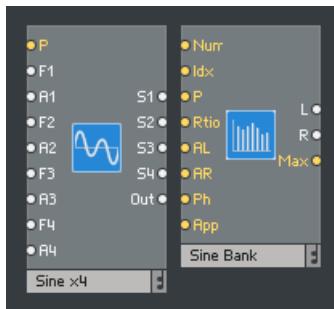 P
F1
A1
F2
A2
F3
A3
F4
A4
S1
S2
S3
S4
Out
Sine x4
Num
Idx
P
Rtio
AL
AR
Ph
App
L
R
Max
Sine Bank